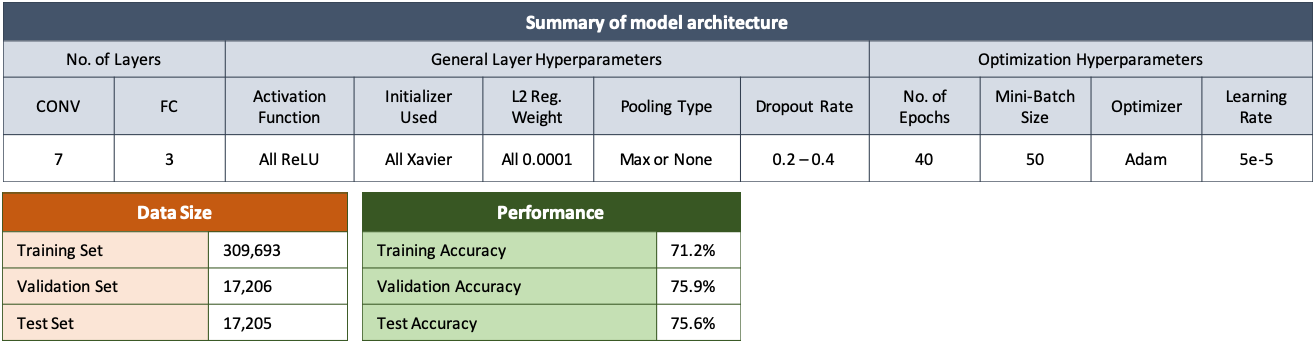 Summary of model architecture
No. of Layers General Layer Hyperparameters Optimization Hyperparameters
CONV FC Activation Function Initializer Used L2 Reg. Weight Pooling Type Dropout Rate No. of Epochs Mini-Batch Size Optimizer Learning Rate
7 3 All ReLU All Xavier All 0.0001 Max or None 0.2 – 0.4 40 50 Adam 5e-5
Data Size
Training Set 309,693
Validation Set 17,206
Test Set 17,205
Performance
Training Accuracy 71.2%
Validation Accuracy 75.9%
Test Accuracy 75.6%